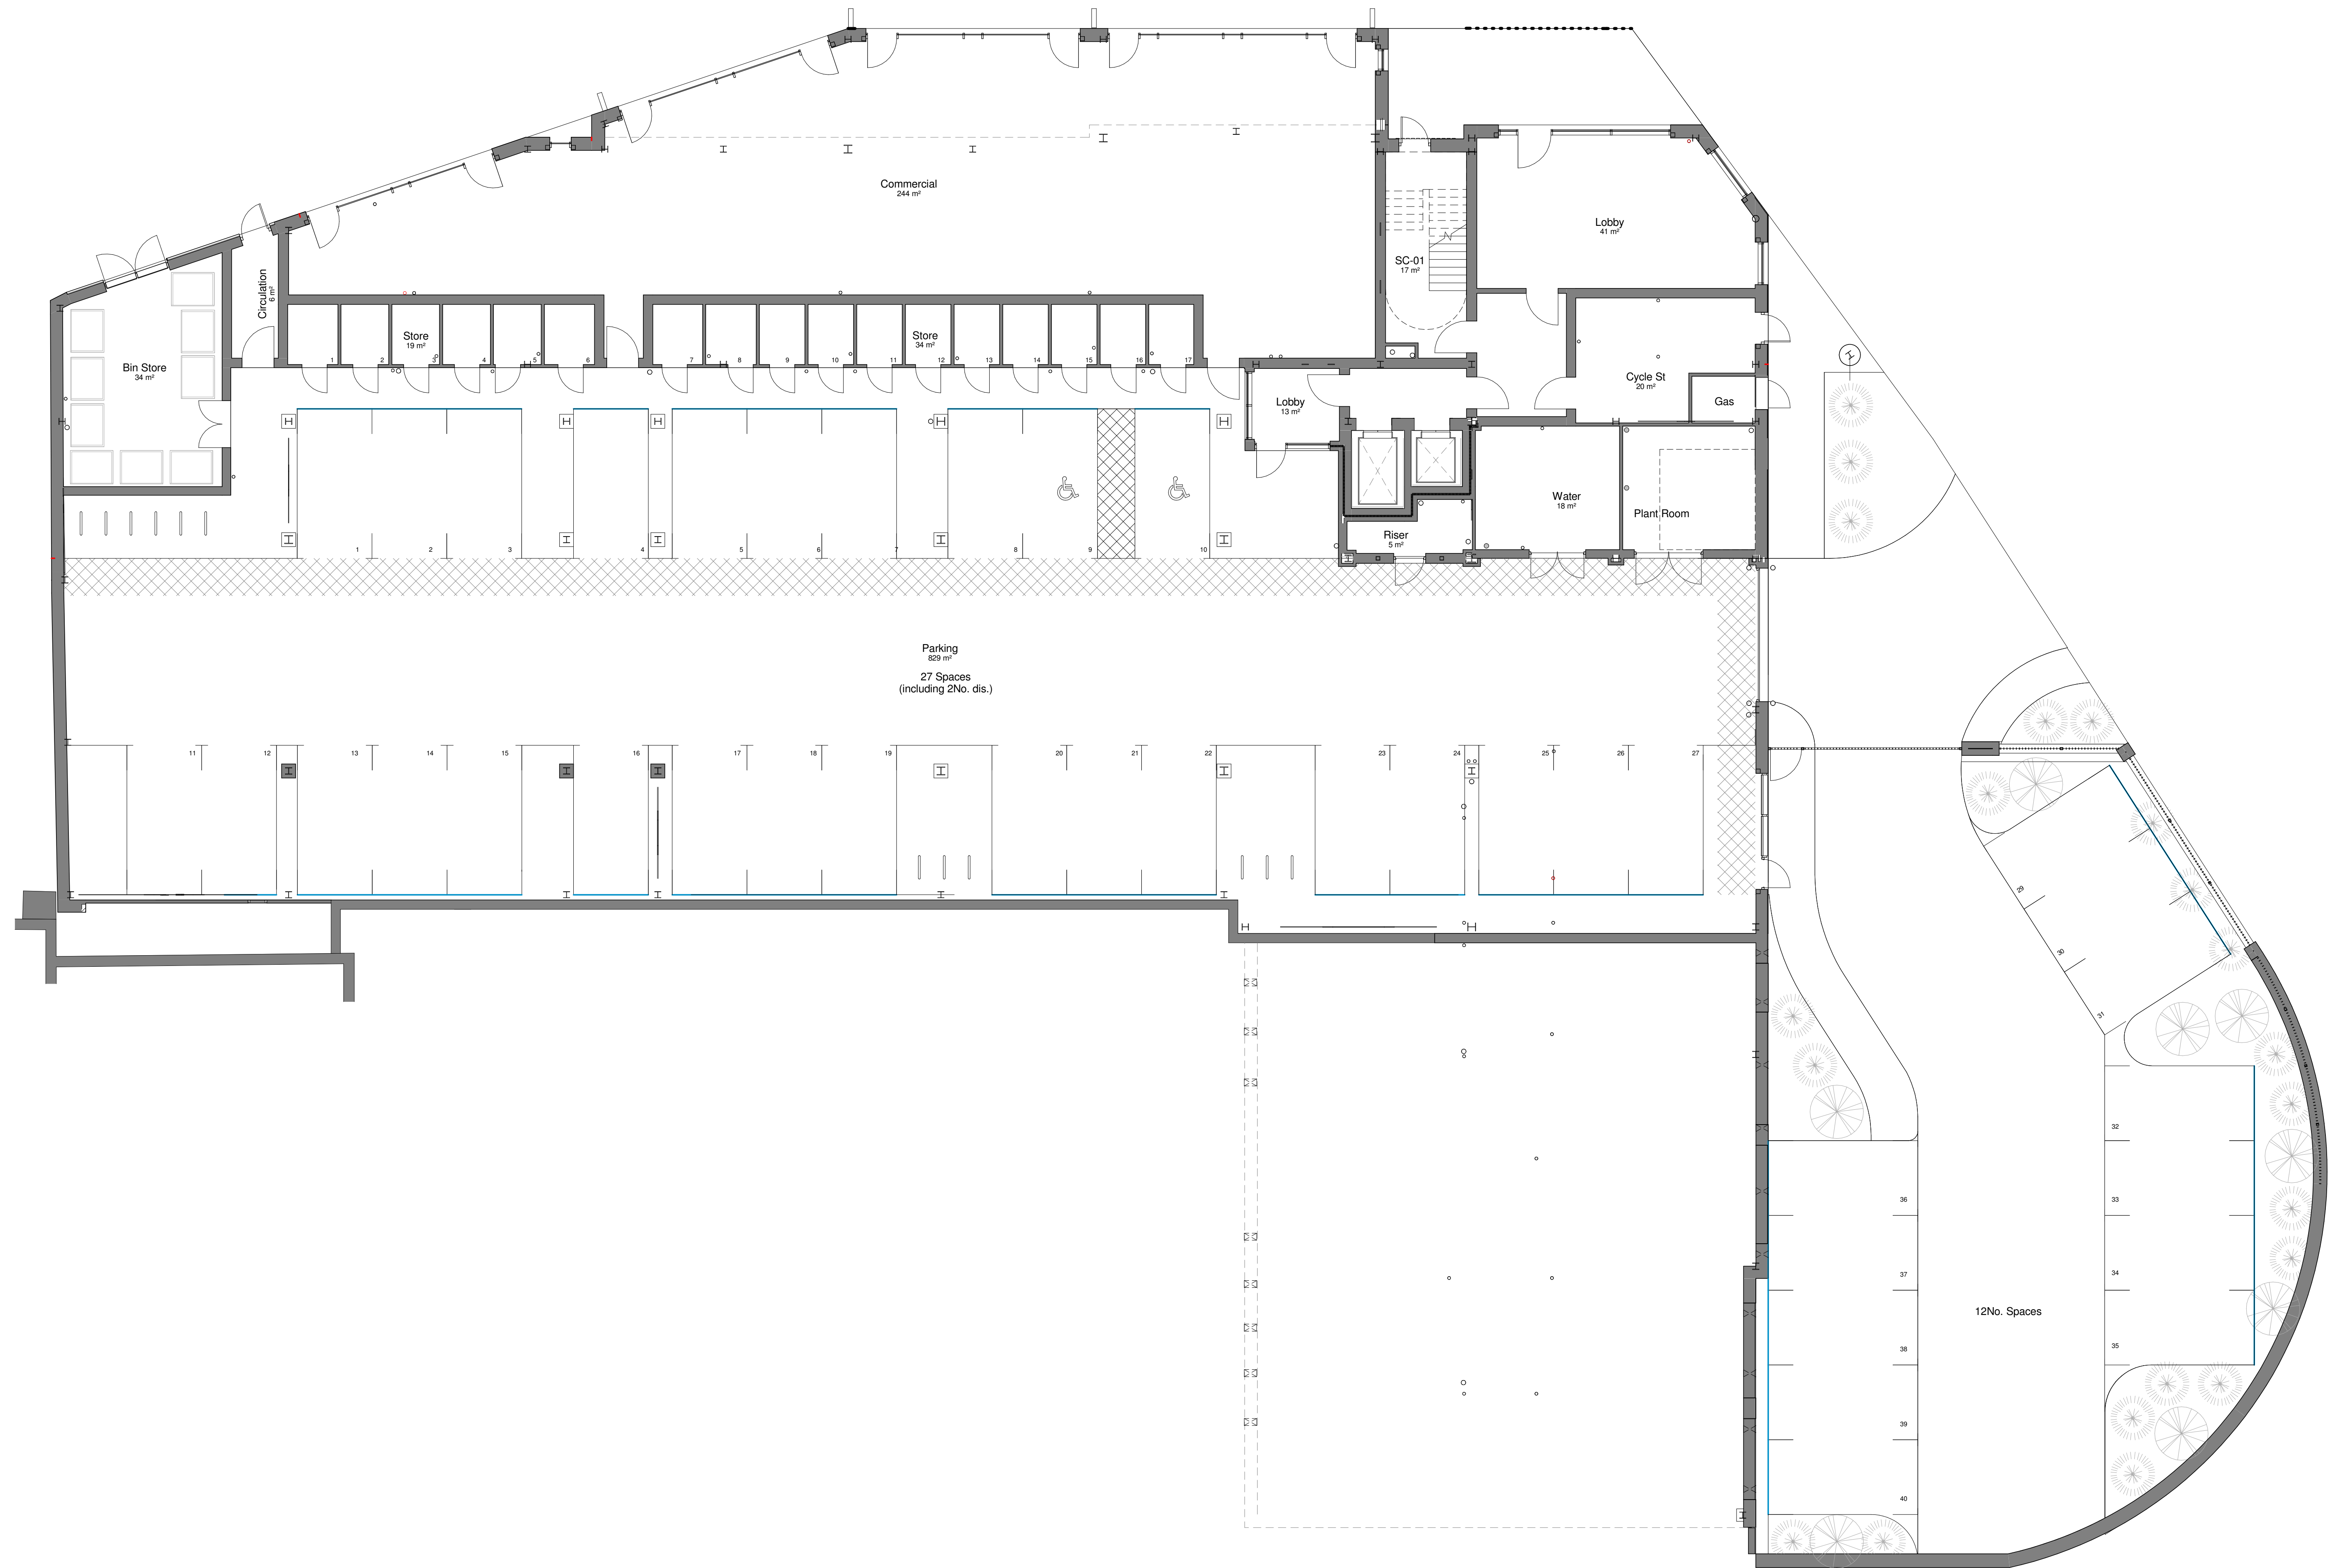 Commercial
244 m²
Lobby
41 m²
SC-01
17 m²
Circulation
6 m²
Bin Store
34 m²
Store
19 m²
Store
34 m²
1
2
3
4
5
6
7
8
9
10
11
12
13
14
15
16
17
Lobby
13 m²
Cycle St
20 m²
Gas
Water
18 m²
Plant Room
Riser
5 m²
1
2
3
4
5
6
7
8
9
10
Parking
829 m²
27 Spaces
(including 2No. dis.)
11
12
13
14
15
16
17
18
19
20
21
22
23
24
25
26
27
29
30
31
32
33
34
35
36
37
38
39
40
12No. Spaces